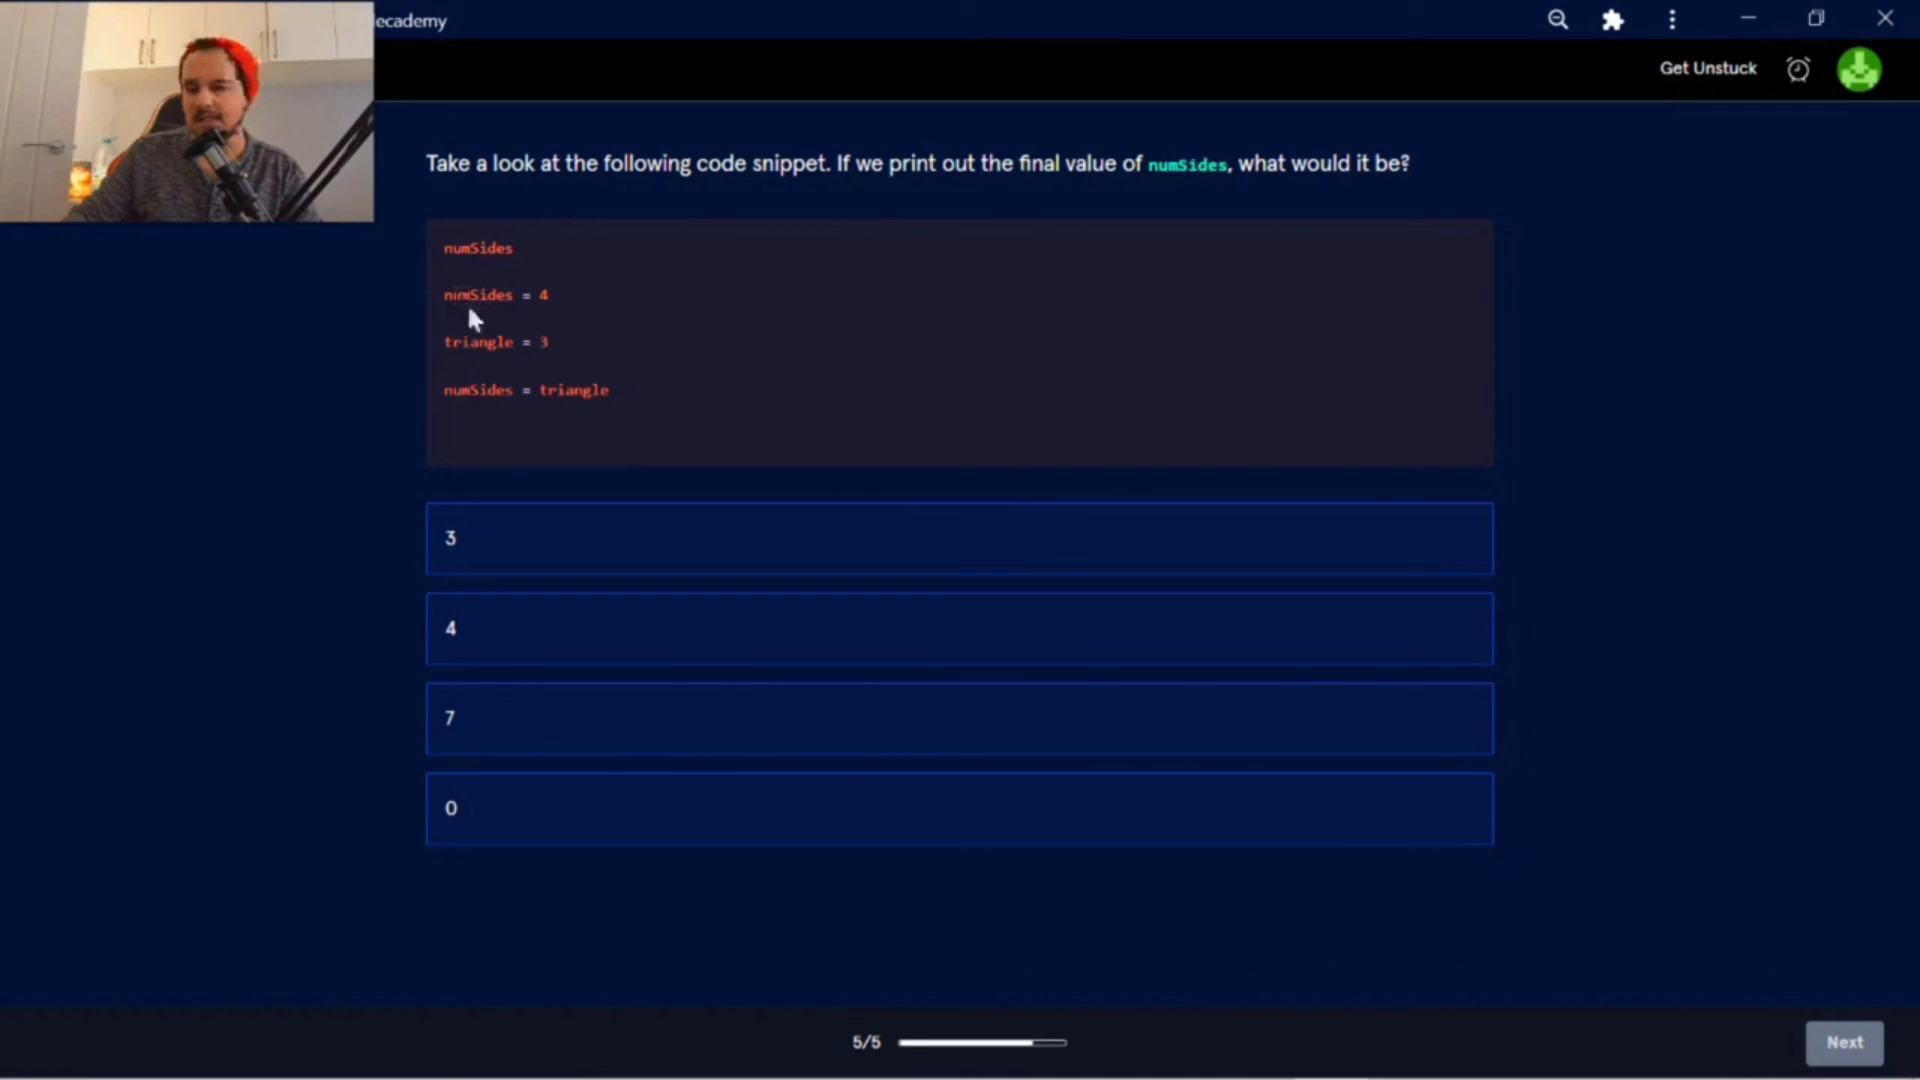 ecademy
Get Unstuck
Take a look at the following code snippet. If we print out the final value of numSides, what would it be?
numSides
numSides = 4
triangle = 3
numSides = triangle
3
4
7
0
5/5
Next